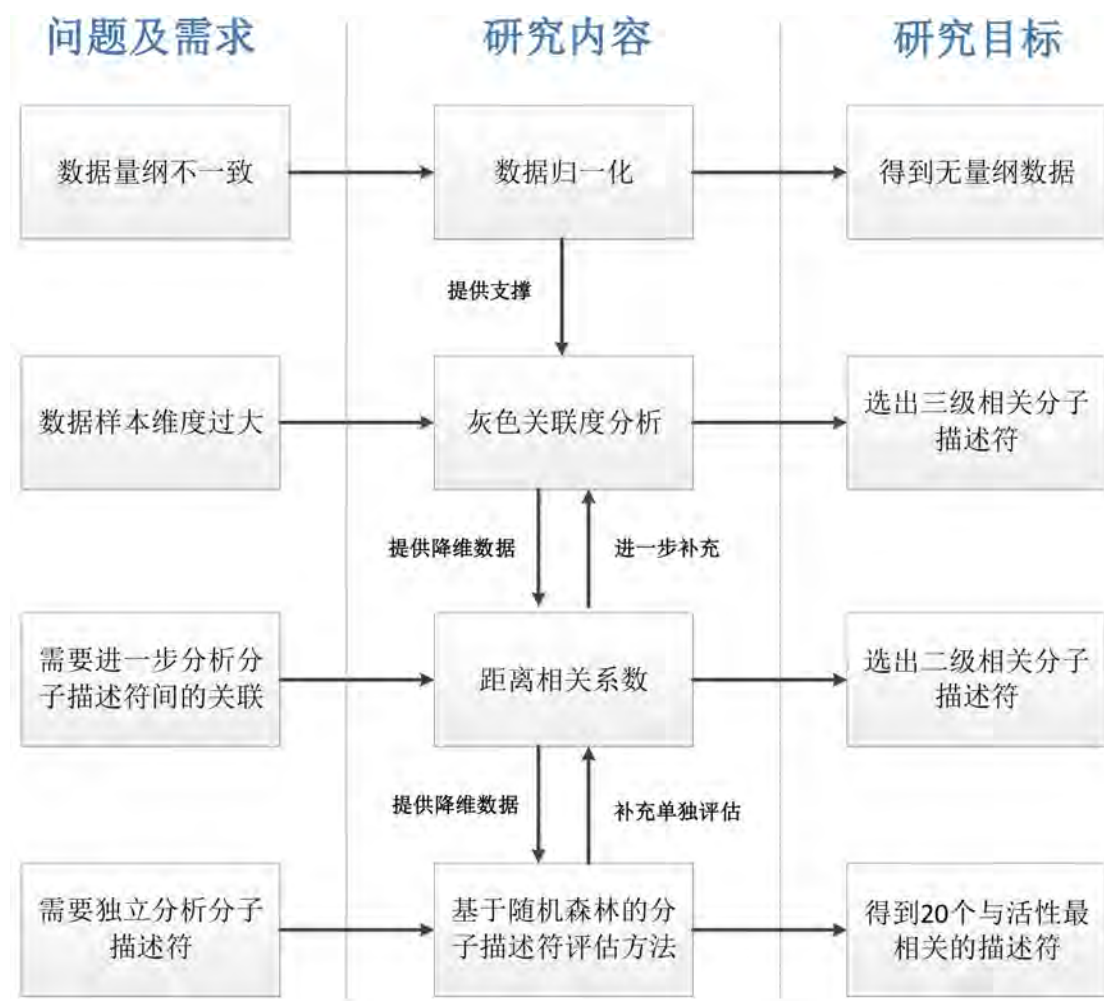 问题及需求
研究内容
研究目标
数据量纲不一致
数据归一化
得到无量纲数据
提供支撑
数据样本维度过大
灰色关联度分析
选出三级相关分子
描述符
提供降维数据
进一步补充
需要进一步分析分
子描述符间的关联
距离相关系数
选出二级相关分子
描述符
提供降维数据
补充单独评估
需要独立分析分子
描述符
基于随机森林的分
子描述符评估方法
得到20个与活性最
相关的描述符